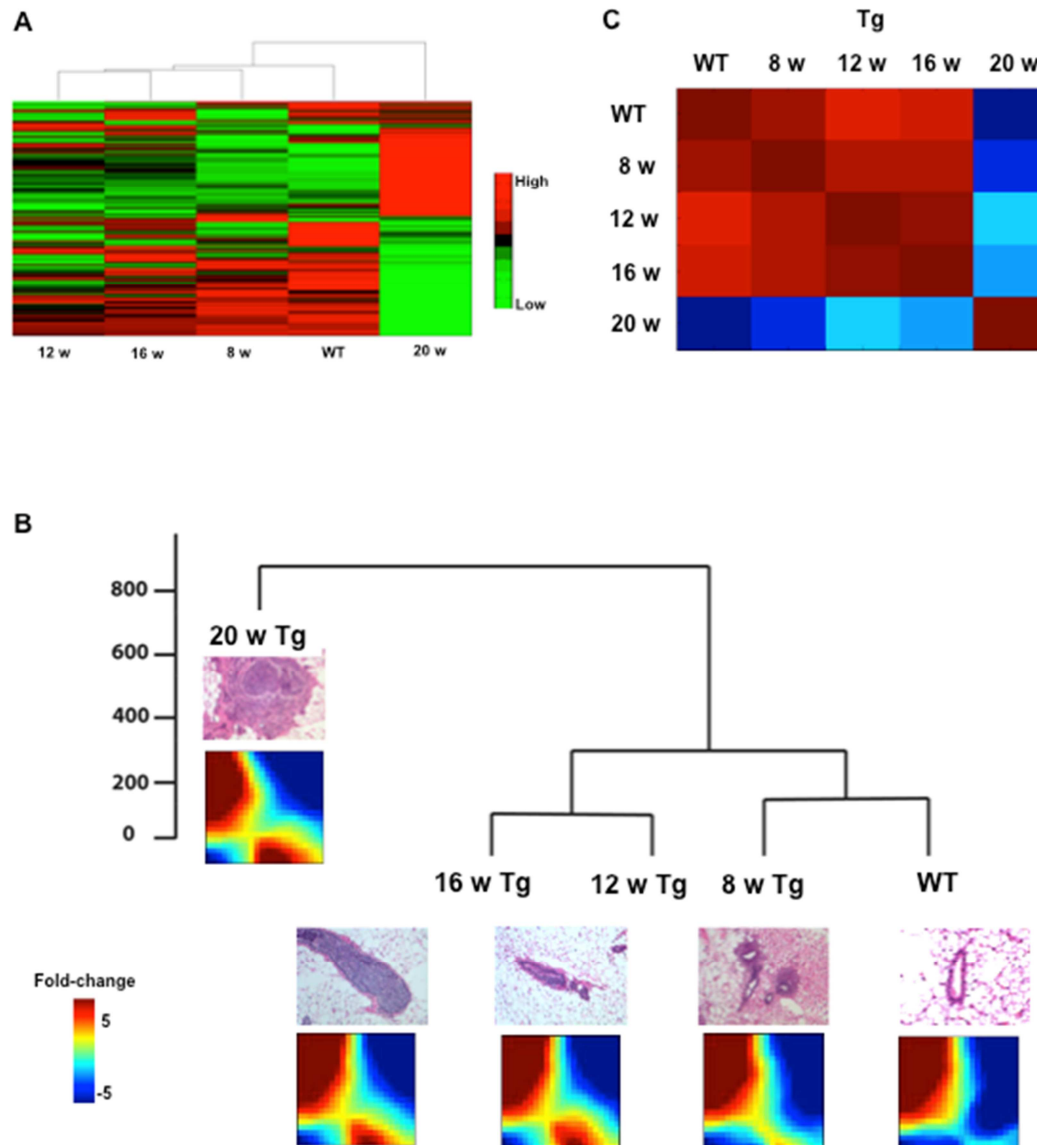 A
12 w 16 w 8 w WT 20 w
High
Low
C
Tg
WT 8 w 12 w 16 w 20 w
WT
8 w
12 w
16 w
20 w
B
800
600
400
200
0
20 w Tg
16 w Tg 12 w Tg 8 w Tg WT
Fold-change
5
-5